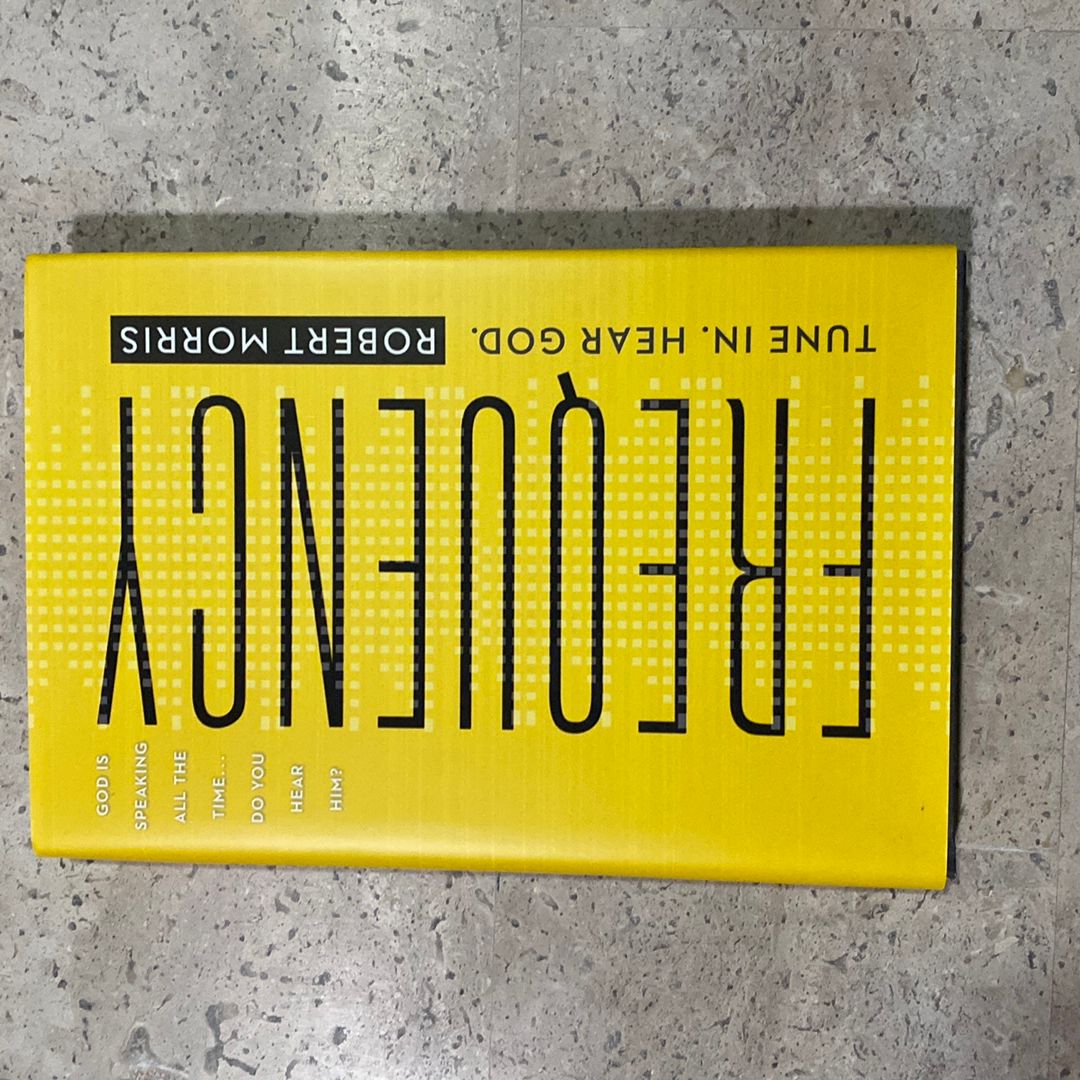 GOD IS
SPEAKING
ALL THE
TIME...
DO YOU
HEAR
HIM?
FREQUENCY
TUNE IN. HEAR GOD.
ROBERT MORRIS